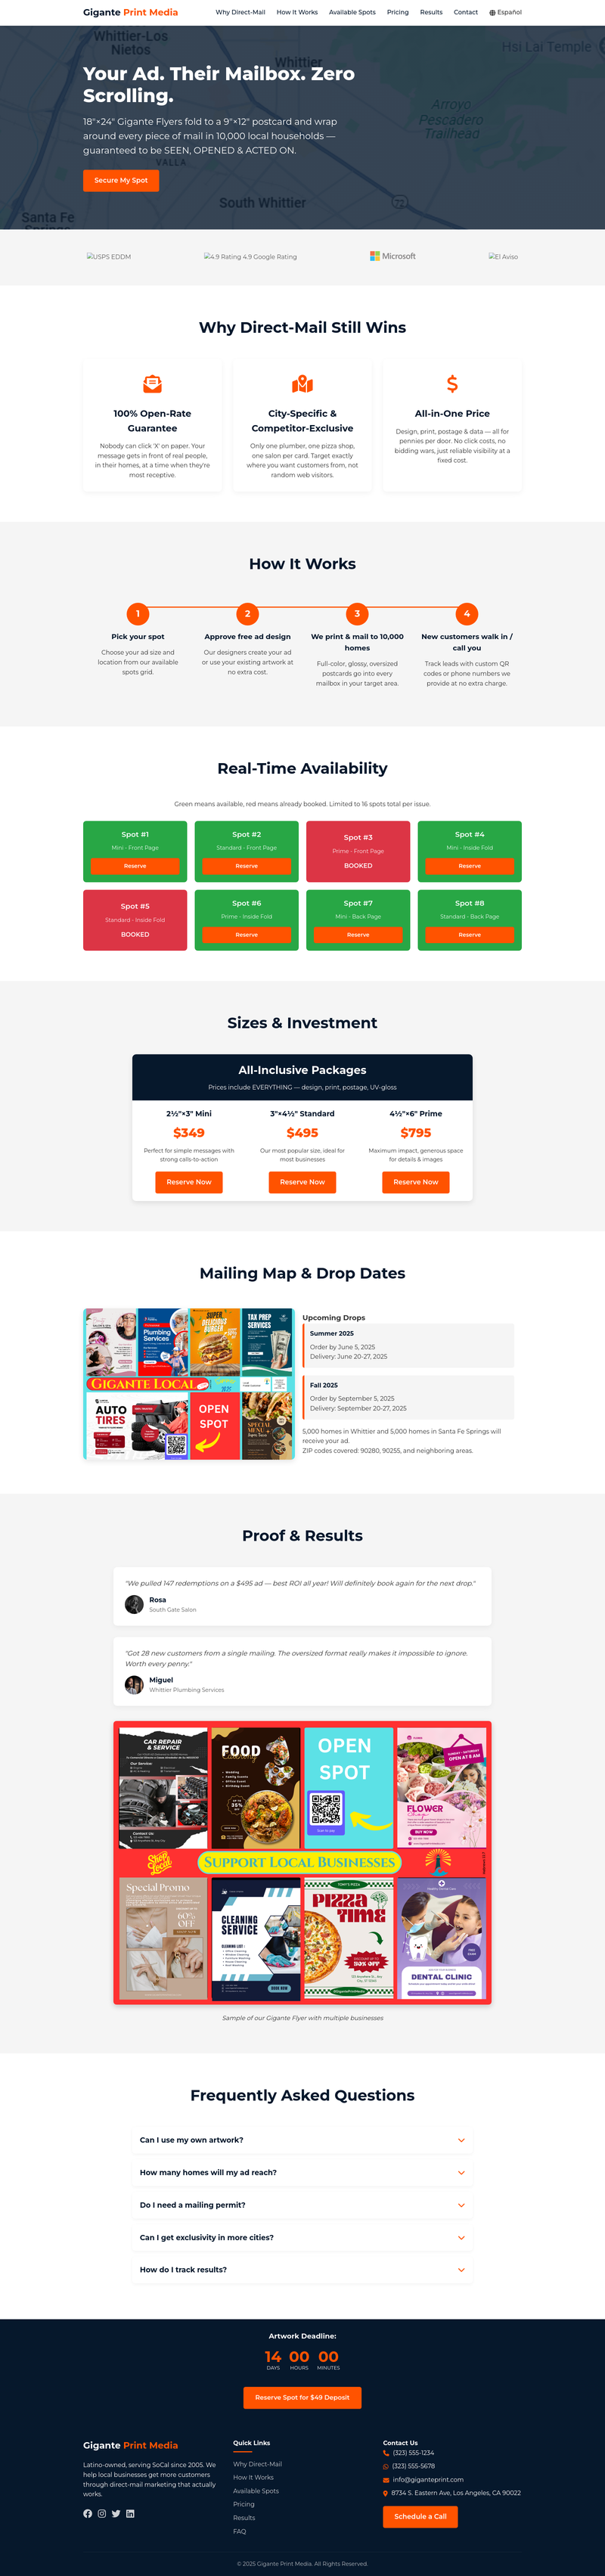 Gigante Print Media
Why Direct-Mail
How It Works
Available Spots
Pricing
Results
Contact
Español
Whittier-Los
Nietos
Whittier
Hsi Lai Temple
Arroyo
Pescadero
Trailhead
VALLA
South Whittier
72
Santa Fe
Springs
Your Ad. Their Mailbox. Zero
Scrolling.
18"×24" Gigante Flyers fold to a 9"×12" postcard and wrap
around every piece of mail in 10,000 local households —
guaranteed to be SEEN, OPENED & ACTED ON.
Secure My Spot
USPS EDDM
4.9 Rating 4.9 Google Rating
Microsoft
El Aviso
Why Direct-Mail Still Wins
100% Open-Rate
Guarantee
Nobody can click 'X' on paper. Your
message gets in front of real people,
in their homes, at a time when they're
most receptive.
City-Specific &
Competitor-Exclusive
Only one plumber, one pizza shop,
one salon per card. Target exactly
where you want customers from, not
random web visitors.
All-in-One Price
Design, print, postage & data — all for
pennies per door. No click costs, no
bidding wars, just reliable visibility at a
fixed cost.
How It Works
1
Pick your spot
Choose your ad size and
location from our available
spots grid.
2
Approve free ad design
Our designers create your ad
or use your existing artwork at
no extra cost.
3
We print & mail to 10,000
homes
Full-color, glossy, oversized
postcards go into every
mailbox in your target area.
4
New customers walk in /
call you
Track leads with custom QR
codes or phone numbers we
provide at no extra charge.
Real-Time Availability
Green means available, red means already booked. Limited to 16 spots total per issue.
Spot #1
Mini - Front Page
Reserve
Spot #2
Standard - Front Page
Reserve
Spot #3
Prime - Front Page
BOOKED
Spot #4
Mini - Inside Fold
Reserve
Spot #5
Standard - Inside Fold
BOOKED
Spot #6
Prime - Inside Fold
Reserve
Spot #7
Mini - Back Page
Reserve
Spot #8
Standard - Back Page
Reserve
Sizes & Investment
All-Inclusive Packages
Prices include EVERYTHING — design, print, postage, UV-gloss
2½"×3" Mini
$349
Perfect for simple messages with
strong calls-to-action
Reserve Now
3"×4½" Standard
$495
Our most popular size, ideal for
most businesses
Reserve Now
4½"×6" Prime
$795
Maximum impact, generous space
for details & images
Reserve Now
Mailing Map & Drop Dates
Plumbing
Services
SUPER
DELICIOUS
BURGER
TAX PREP
SERVICES
GIGANTE LOCAL
AUTO
TIRES
OPEN
SPOT
SPECIAL
MENU
Upcoming Drops
Summer 2025
Order by June 5, 2025
Delivery: June 20-27, 2025
Fall 2025
Order by September 5, 2025
Delivery: September 20-27, 2025
5,000 homes in Whittier and 5,000 homes in Santa Fe Springs will
receive your ad.
ZIP codes covered: 90280, 90255, and neighboring areas.
Proof & Results
"We pulled 147 redemptions on a $495 ad — best ROI all year! Will definitely book again for the next drop."
Rosa
South Gate Salon
"Got 28 new customers from a single mailing. The oversized format really makes it impossible to ignore.
Worth every penny."
Miguel
Whittier Plumbing Services
CAR REPAIR
& SERVICE
FOOD
OPEN
SPOT
OPEN AT 8 AM
FLOWER
BUY NOW
Shop
Local
SUPPORT LOCAL BUSINESSES
Special Promo
60%
OFF
CLEANING
SERVICE
PIZZA
TIME
DENTAL CLINIC
Sample of our Gigante Flyer with multiple businesses
Frequently Asked Questions
Can I use my own artwork?
How many homes will my ad reach?
Do I need a mailing permit?
Can I get exclusivity in more cities?
How do I track results?
Artwork Deadline:
14 00 00
DAYS HOURS MINUTES
Reserve Spot for $49 Deposit
Gigante Print Media
Latino-owned, serving SoCal since 2005. We
help local businesses get more customers
through direct-mail marketing that actually
works.
Quick Links
Why Direct-Mail
How It Works
Available Spots
Pricing
Results
FAQ
Contact Us
(323) 555-1234
(323) 555-5678
info@giganteprint.com
8734 S. Eastern Ave, Los Angeles, CA 90022
Schedule a Call
© 2025 Gigante Print Media. All Rights Reserved.